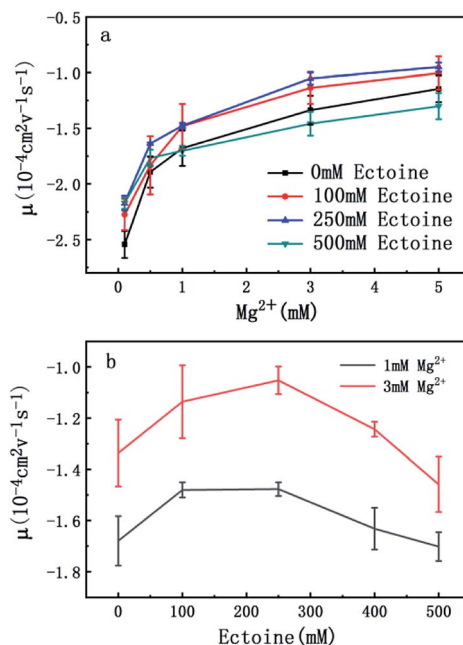 a
-0.5
-1.0
-1.5
-2.0
-2.5
μ(10⁻⁴cm²v⁻¹s⁻¹)
0mM Ectoine
100mM Ectoine
250mM Ectoine
500mM Ectoine
0 1 2 3 4 5
Mg²⁺(mM)
b
-1.0
-1.2
-1.4
-1.6
-1.8
μ(10⁻⁴cm²v⁻¹s⁻¹)
1mM Mg²⁺
3mM Mg²⁺
0 100 200 300 400 500
Ectoine(mM)